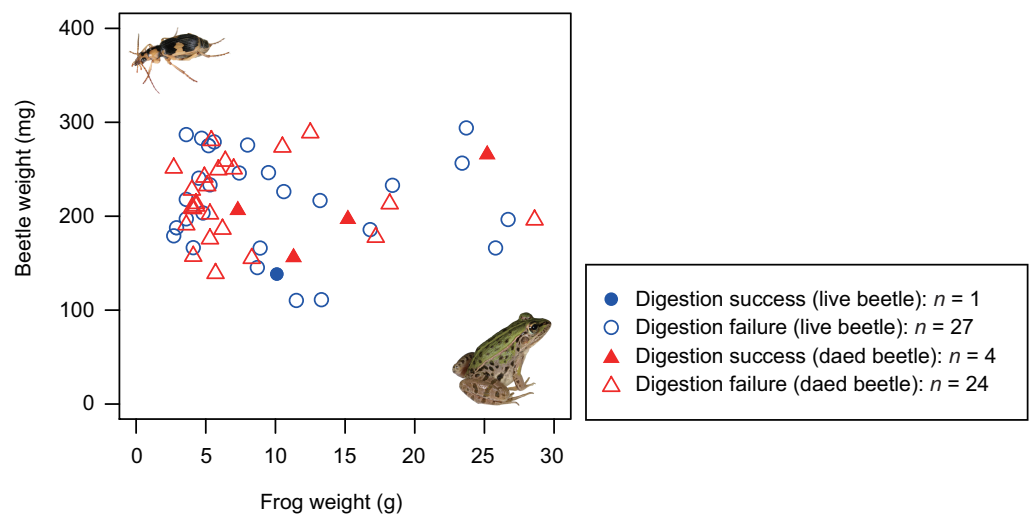 400
300
200
100
0
Beetle weight (mg)
0 5 10 15 20 25 30
Frog weight (g)
Digestion success (live beetle): n = 1
Digestion failure (live beetle): n = 27
Digestion success (daed beetle): n = 4
Digestion failure (daed beetle): n = 24